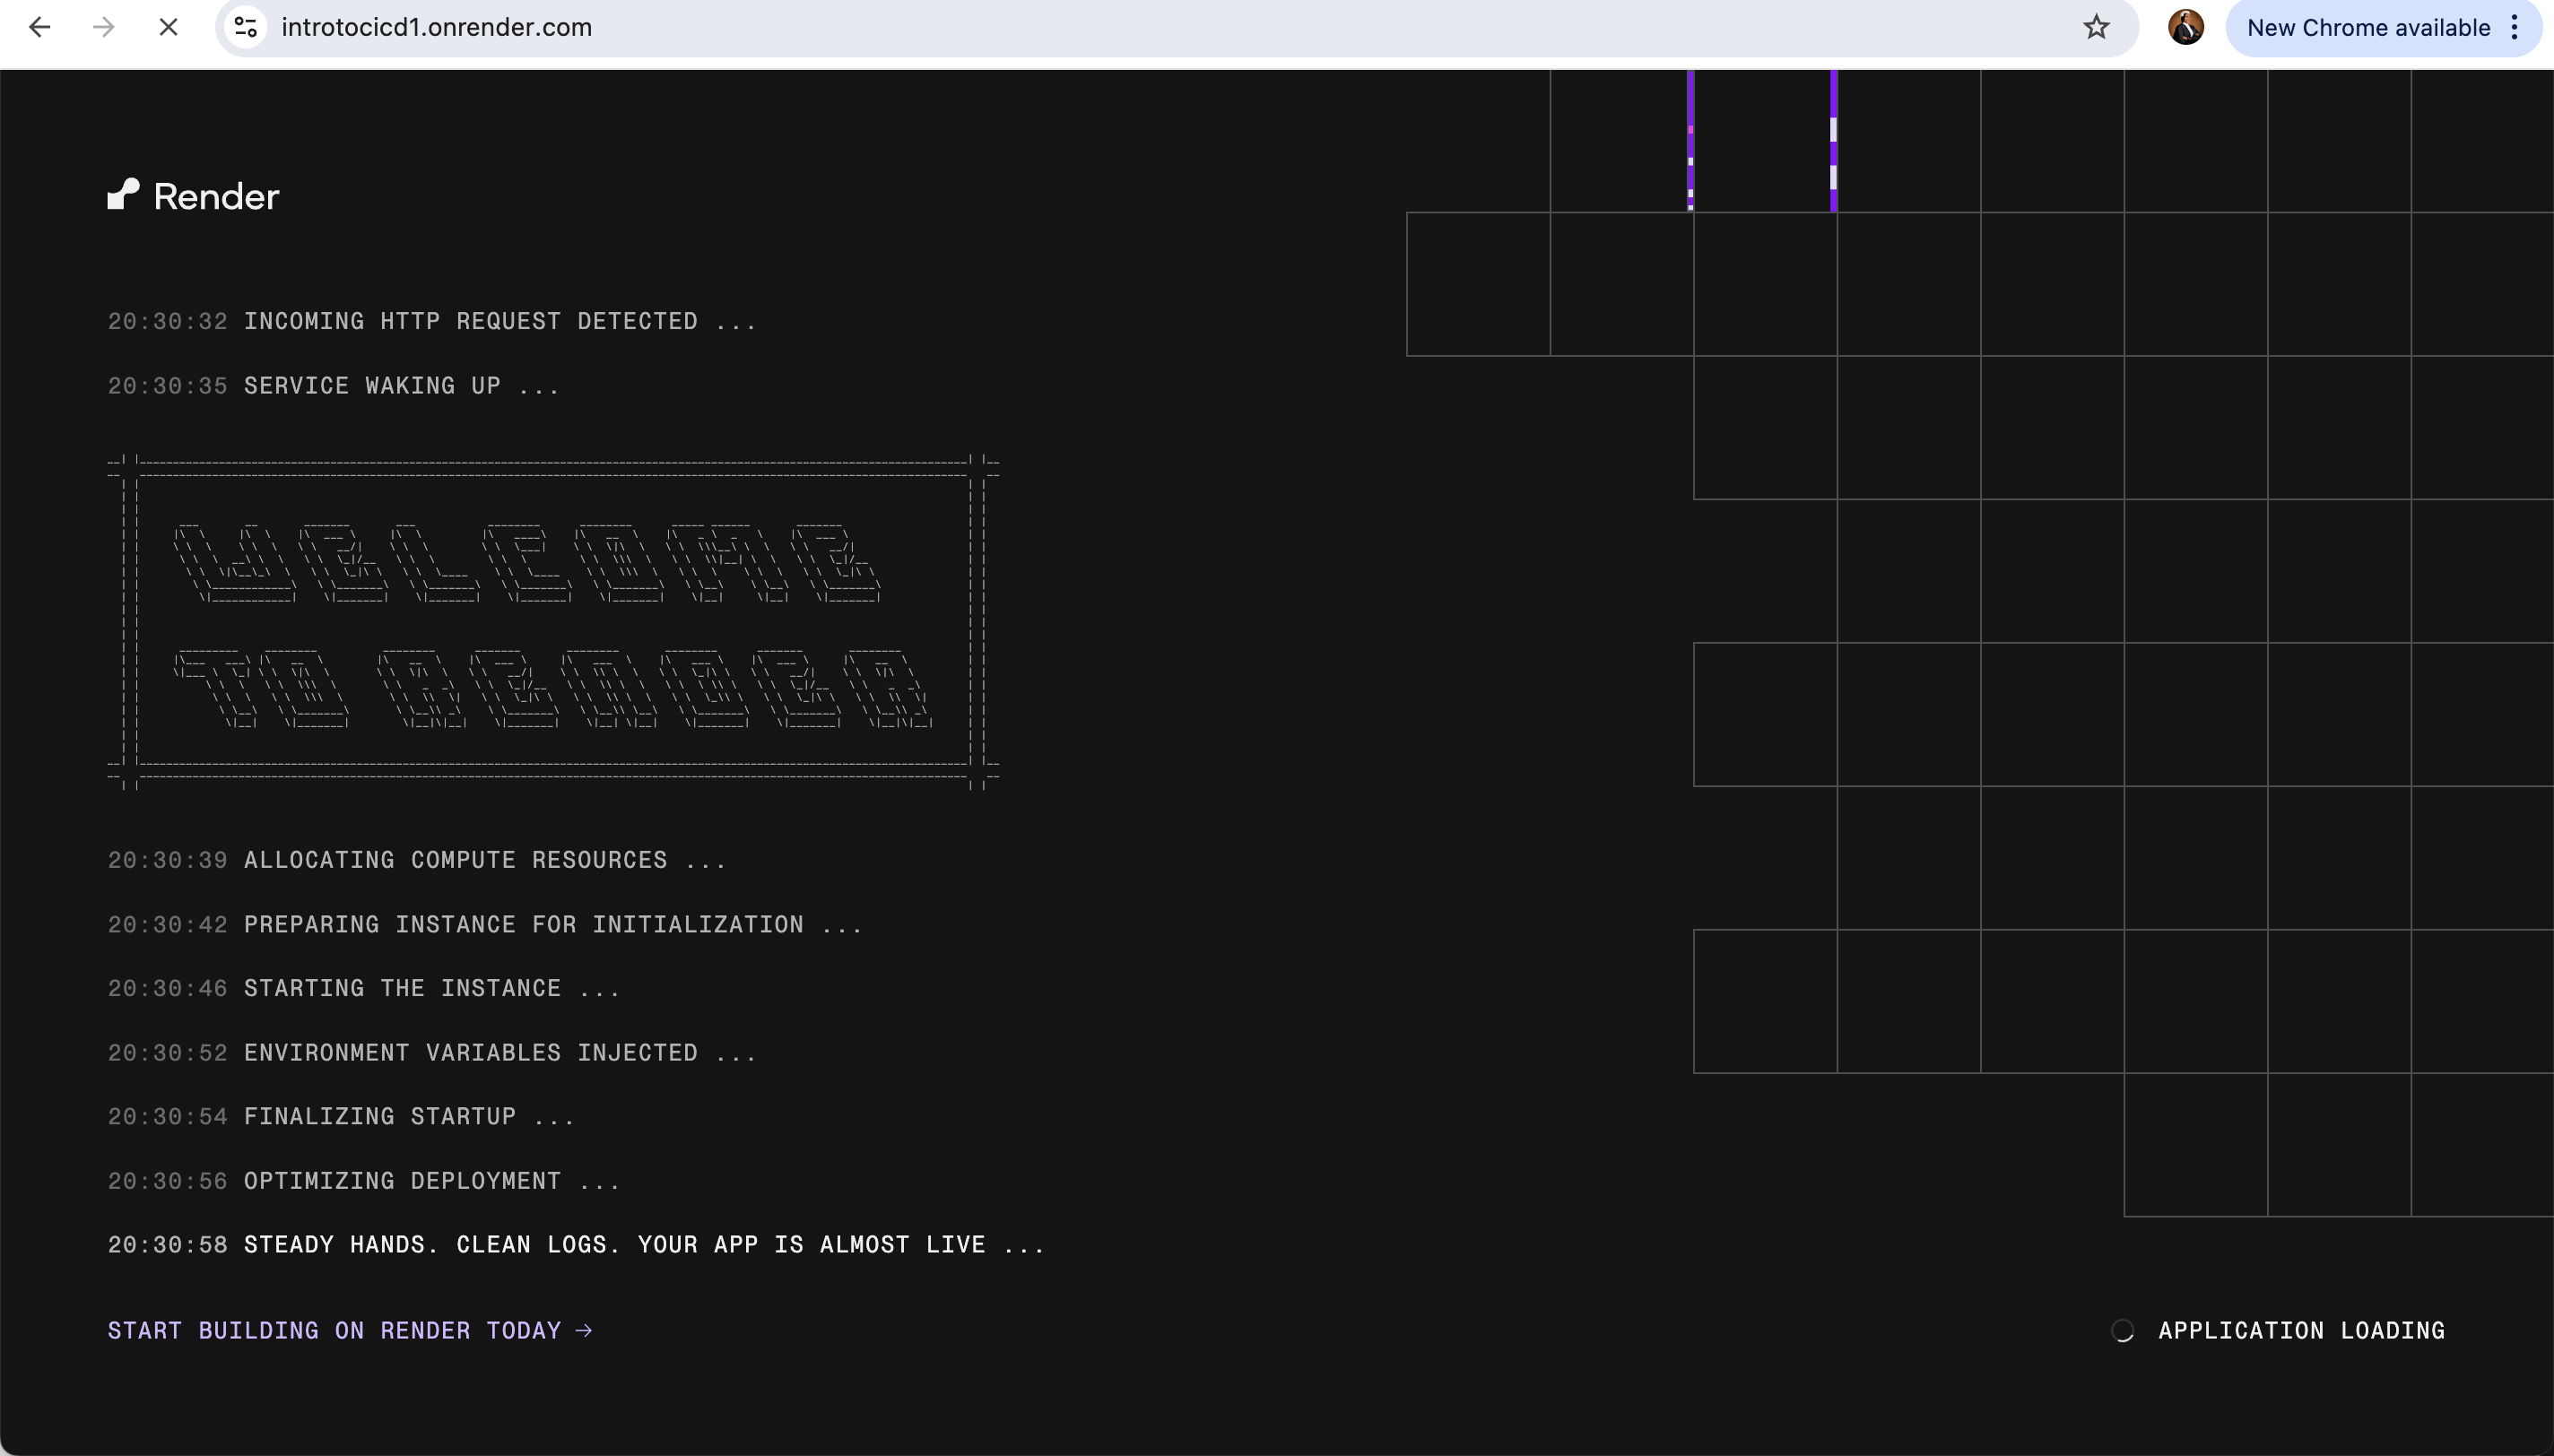 introtocicd1.onrender.com
New Chrome available
Render
20:30:32 INCOMING HTTP REQUEST DETECTED ...
20:30:35 SERVICE WAKING UP ...
WELCOME
TO RENDER
20:30:39 ALLOCATING COMPUTE RESOURCES ...
20:30:42 PREPARING INSTANCE FOR INITIALIZATION ...
20:30:46 STARTING THE INSTANCE ...
20:30:52 ENVIRONMENT VARIABLES INJECTED ...
20:30:54 FINALIZING STARTUP ...
20:30:56 OPTIMIZING DEPLOYMENT ...
20:30:58 STEADY HANDS. CLEAN LOGS. YOUR APP IS ALMOST LIVE ...
START BUILDING ON RENDER TODAY →
APPLICATION LOADING